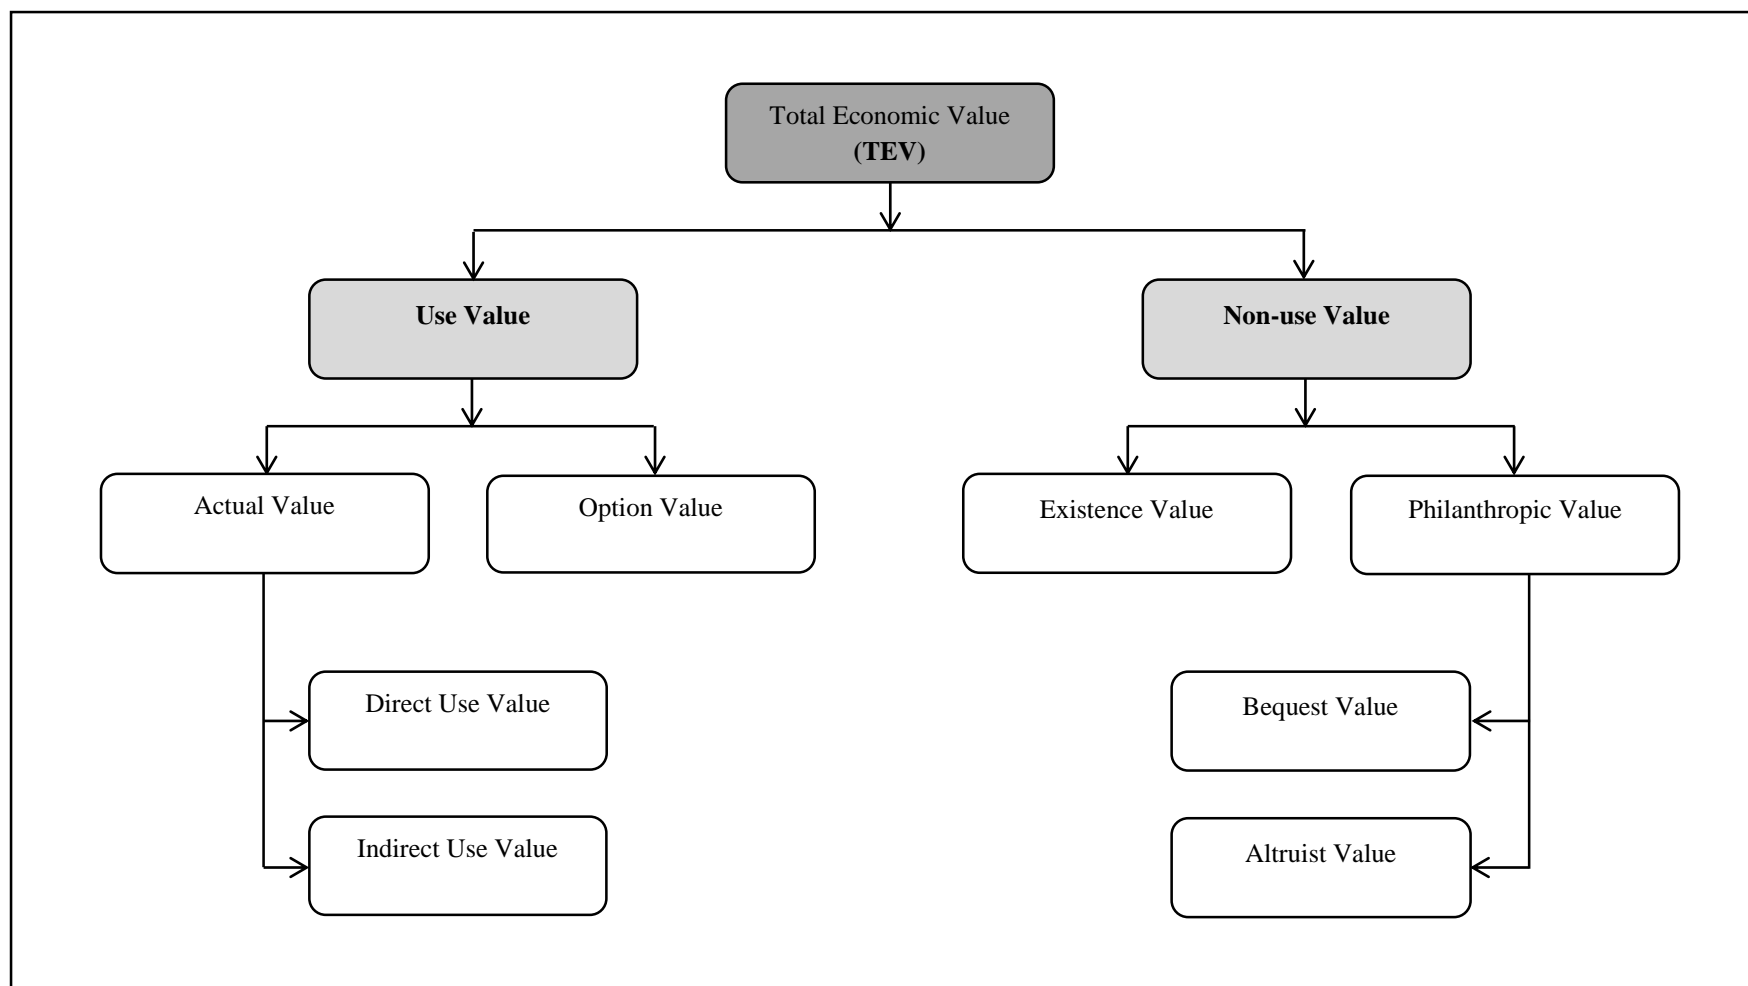 Total Economic Value
(TEV)
Use Value
Non-use Value
Actual Value
Option Value
Existence Value
Philanthropic Value
Direct Use Value
Bequest Value
Indirect Use Value
Altruist Value